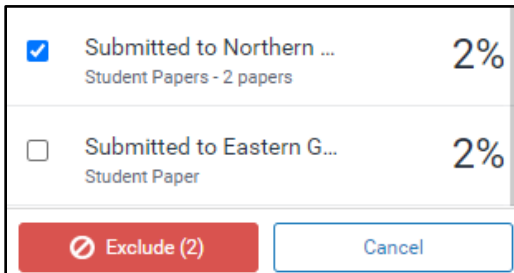 Submitted to Northern ...
2%
Student Papers - 2 papers
Submitted to Eastern G...
2%
Student Paper
Exclude (2)
Cancel